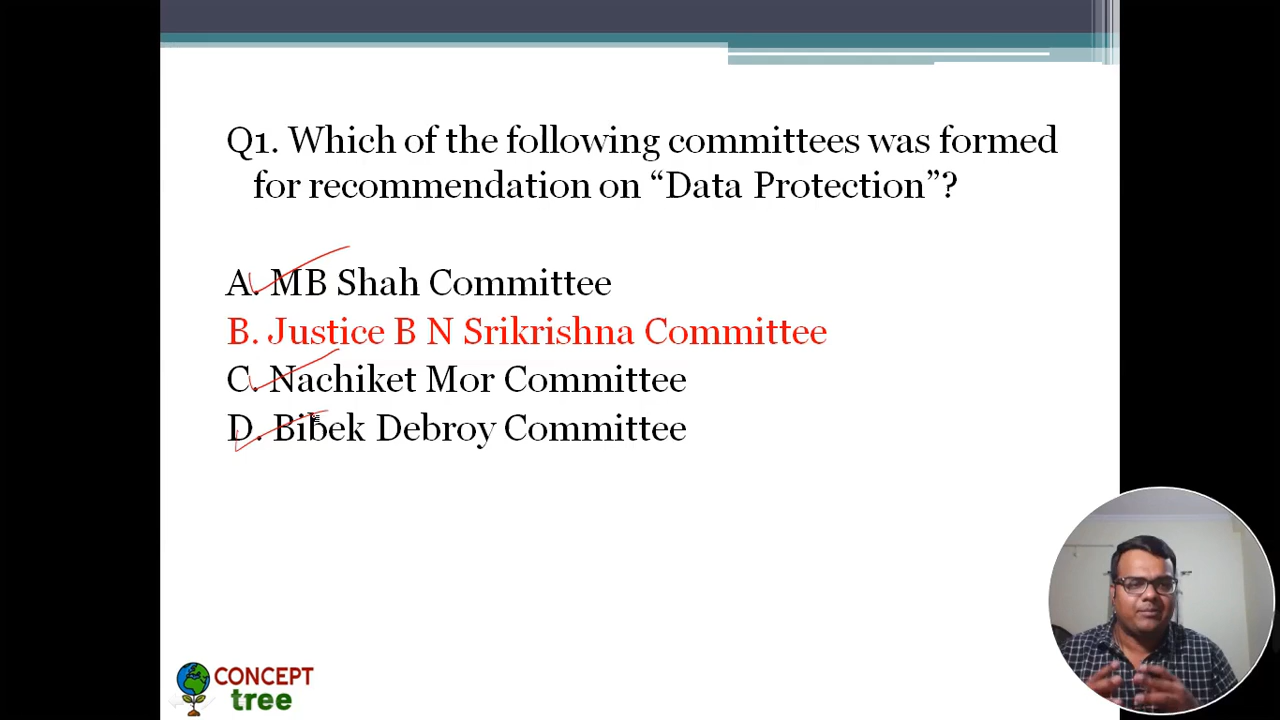 Q1. Which of the following committees was formed
for recommendation on “Data Protection”?
A. MB Shah Committee
B. Justice B N Srikrishna Committee
C. Nachiket Mor Committee
D. Bibek Debroy Committee
CONCEPT
tree